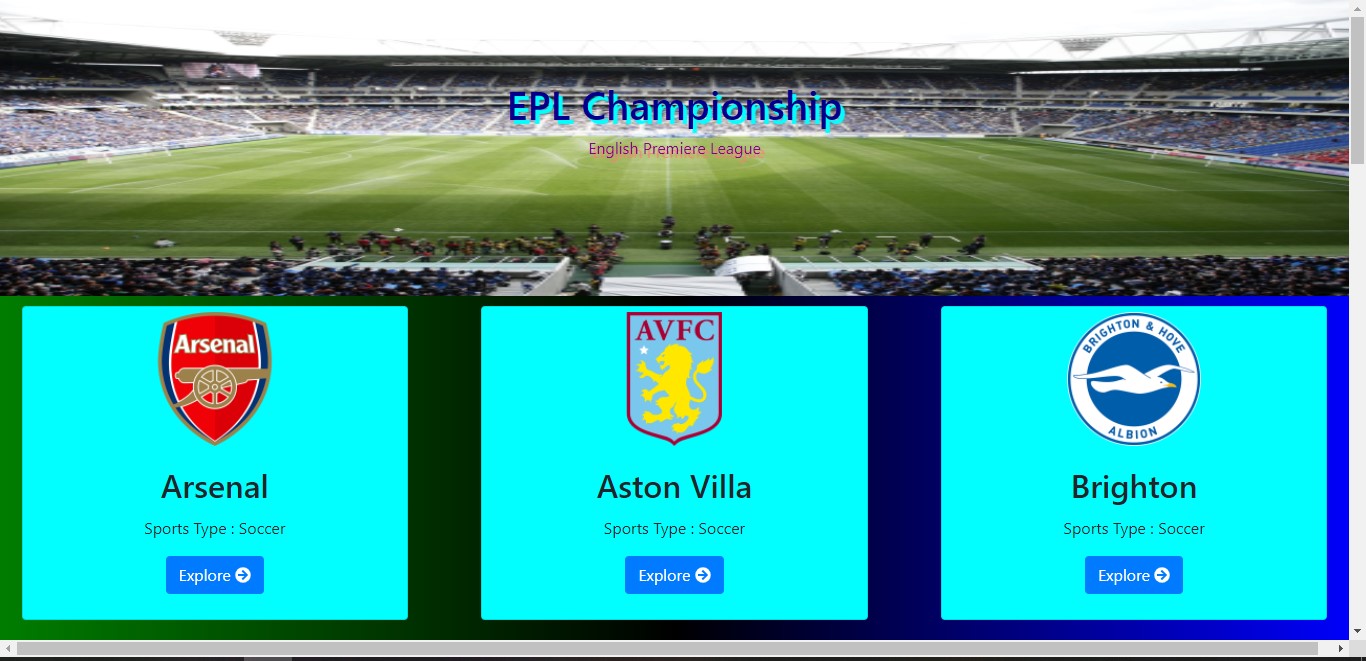 EPL Championship
English Premiere League
Arsenal
AVFC
BRIGHTON & HOVE
ALBION
Arsenal
Aston Villa
Brighton
Sports Type : Soccer
Sports Type : Soccer
Sports Type : Soccer
Explore
Explore
Explore